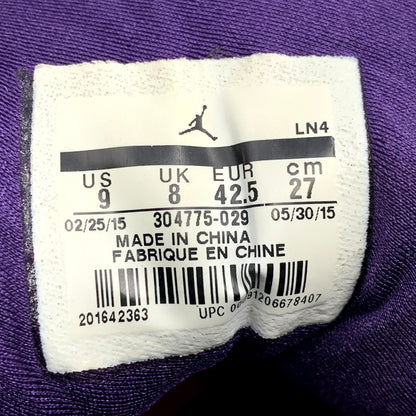 LN4
US UK EUR cm
9 8 42.5 27
02/25/15 304775-029 05/30/15
MADE IN CHINA
FABRIQUE EN CHINE
201642363
UPC